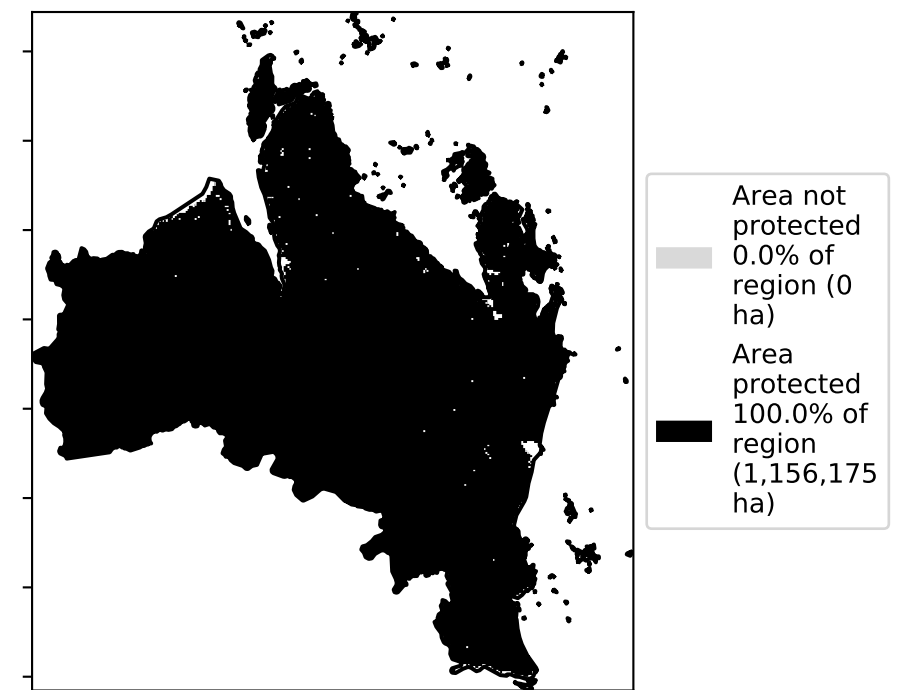 Area not
protected
0.0% of
region (0
ha)
Area
protected
100.0% of
region
(1,156,175
ha)